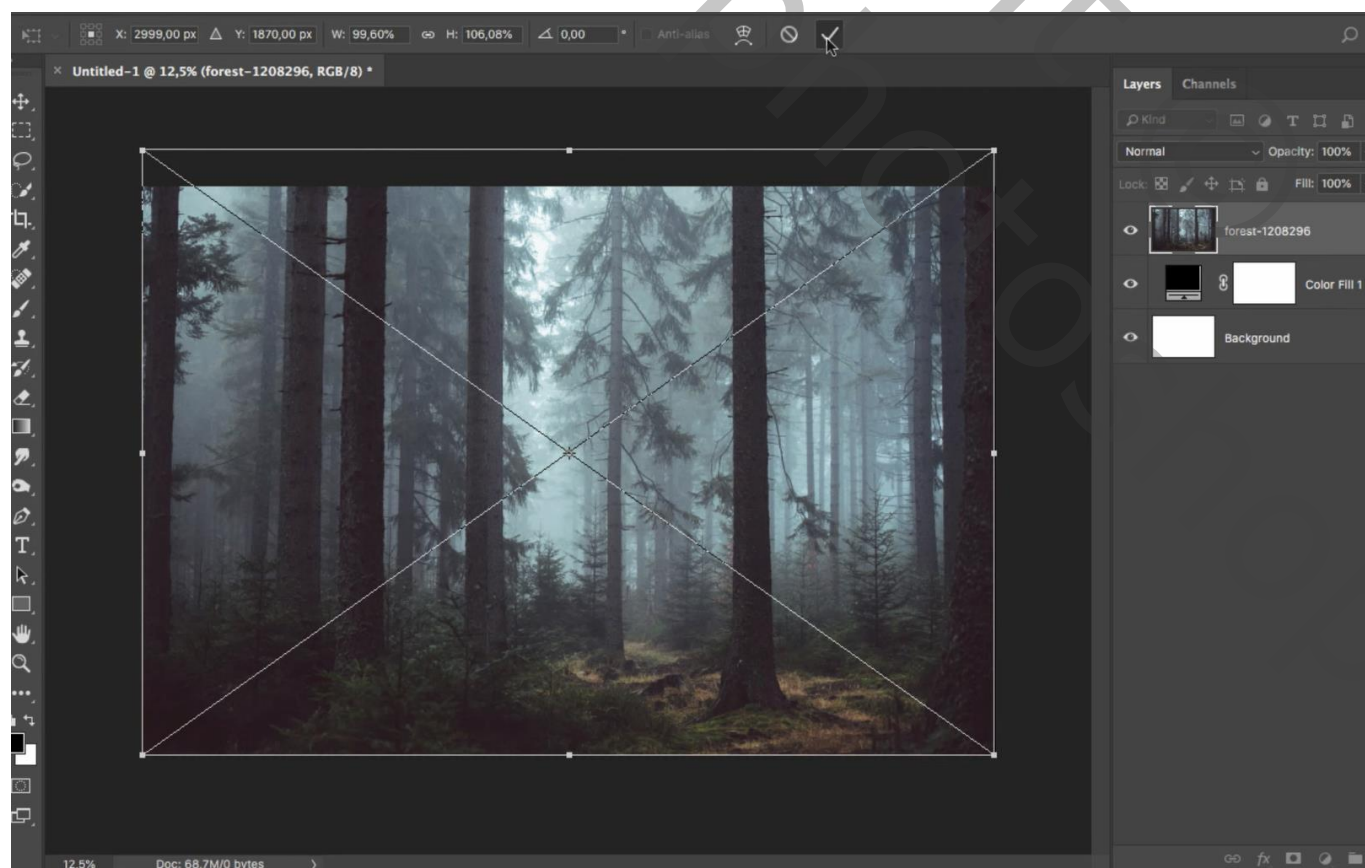 X: 2999,00 px Δ Y: 1870,00 px W: 99,60% H: 106,08% 0,00 ° Anti-alias
× Untitled-1 @ 12,5% (forest-1208296, RGB/8) *
Layers Channels
Kind T
Normal Opacity: 100%
Lock: Fill: 100%
forest-1208296
Color Fill 1
Background
T
12.5% Doc: 68.7M/0 bytes >
fx